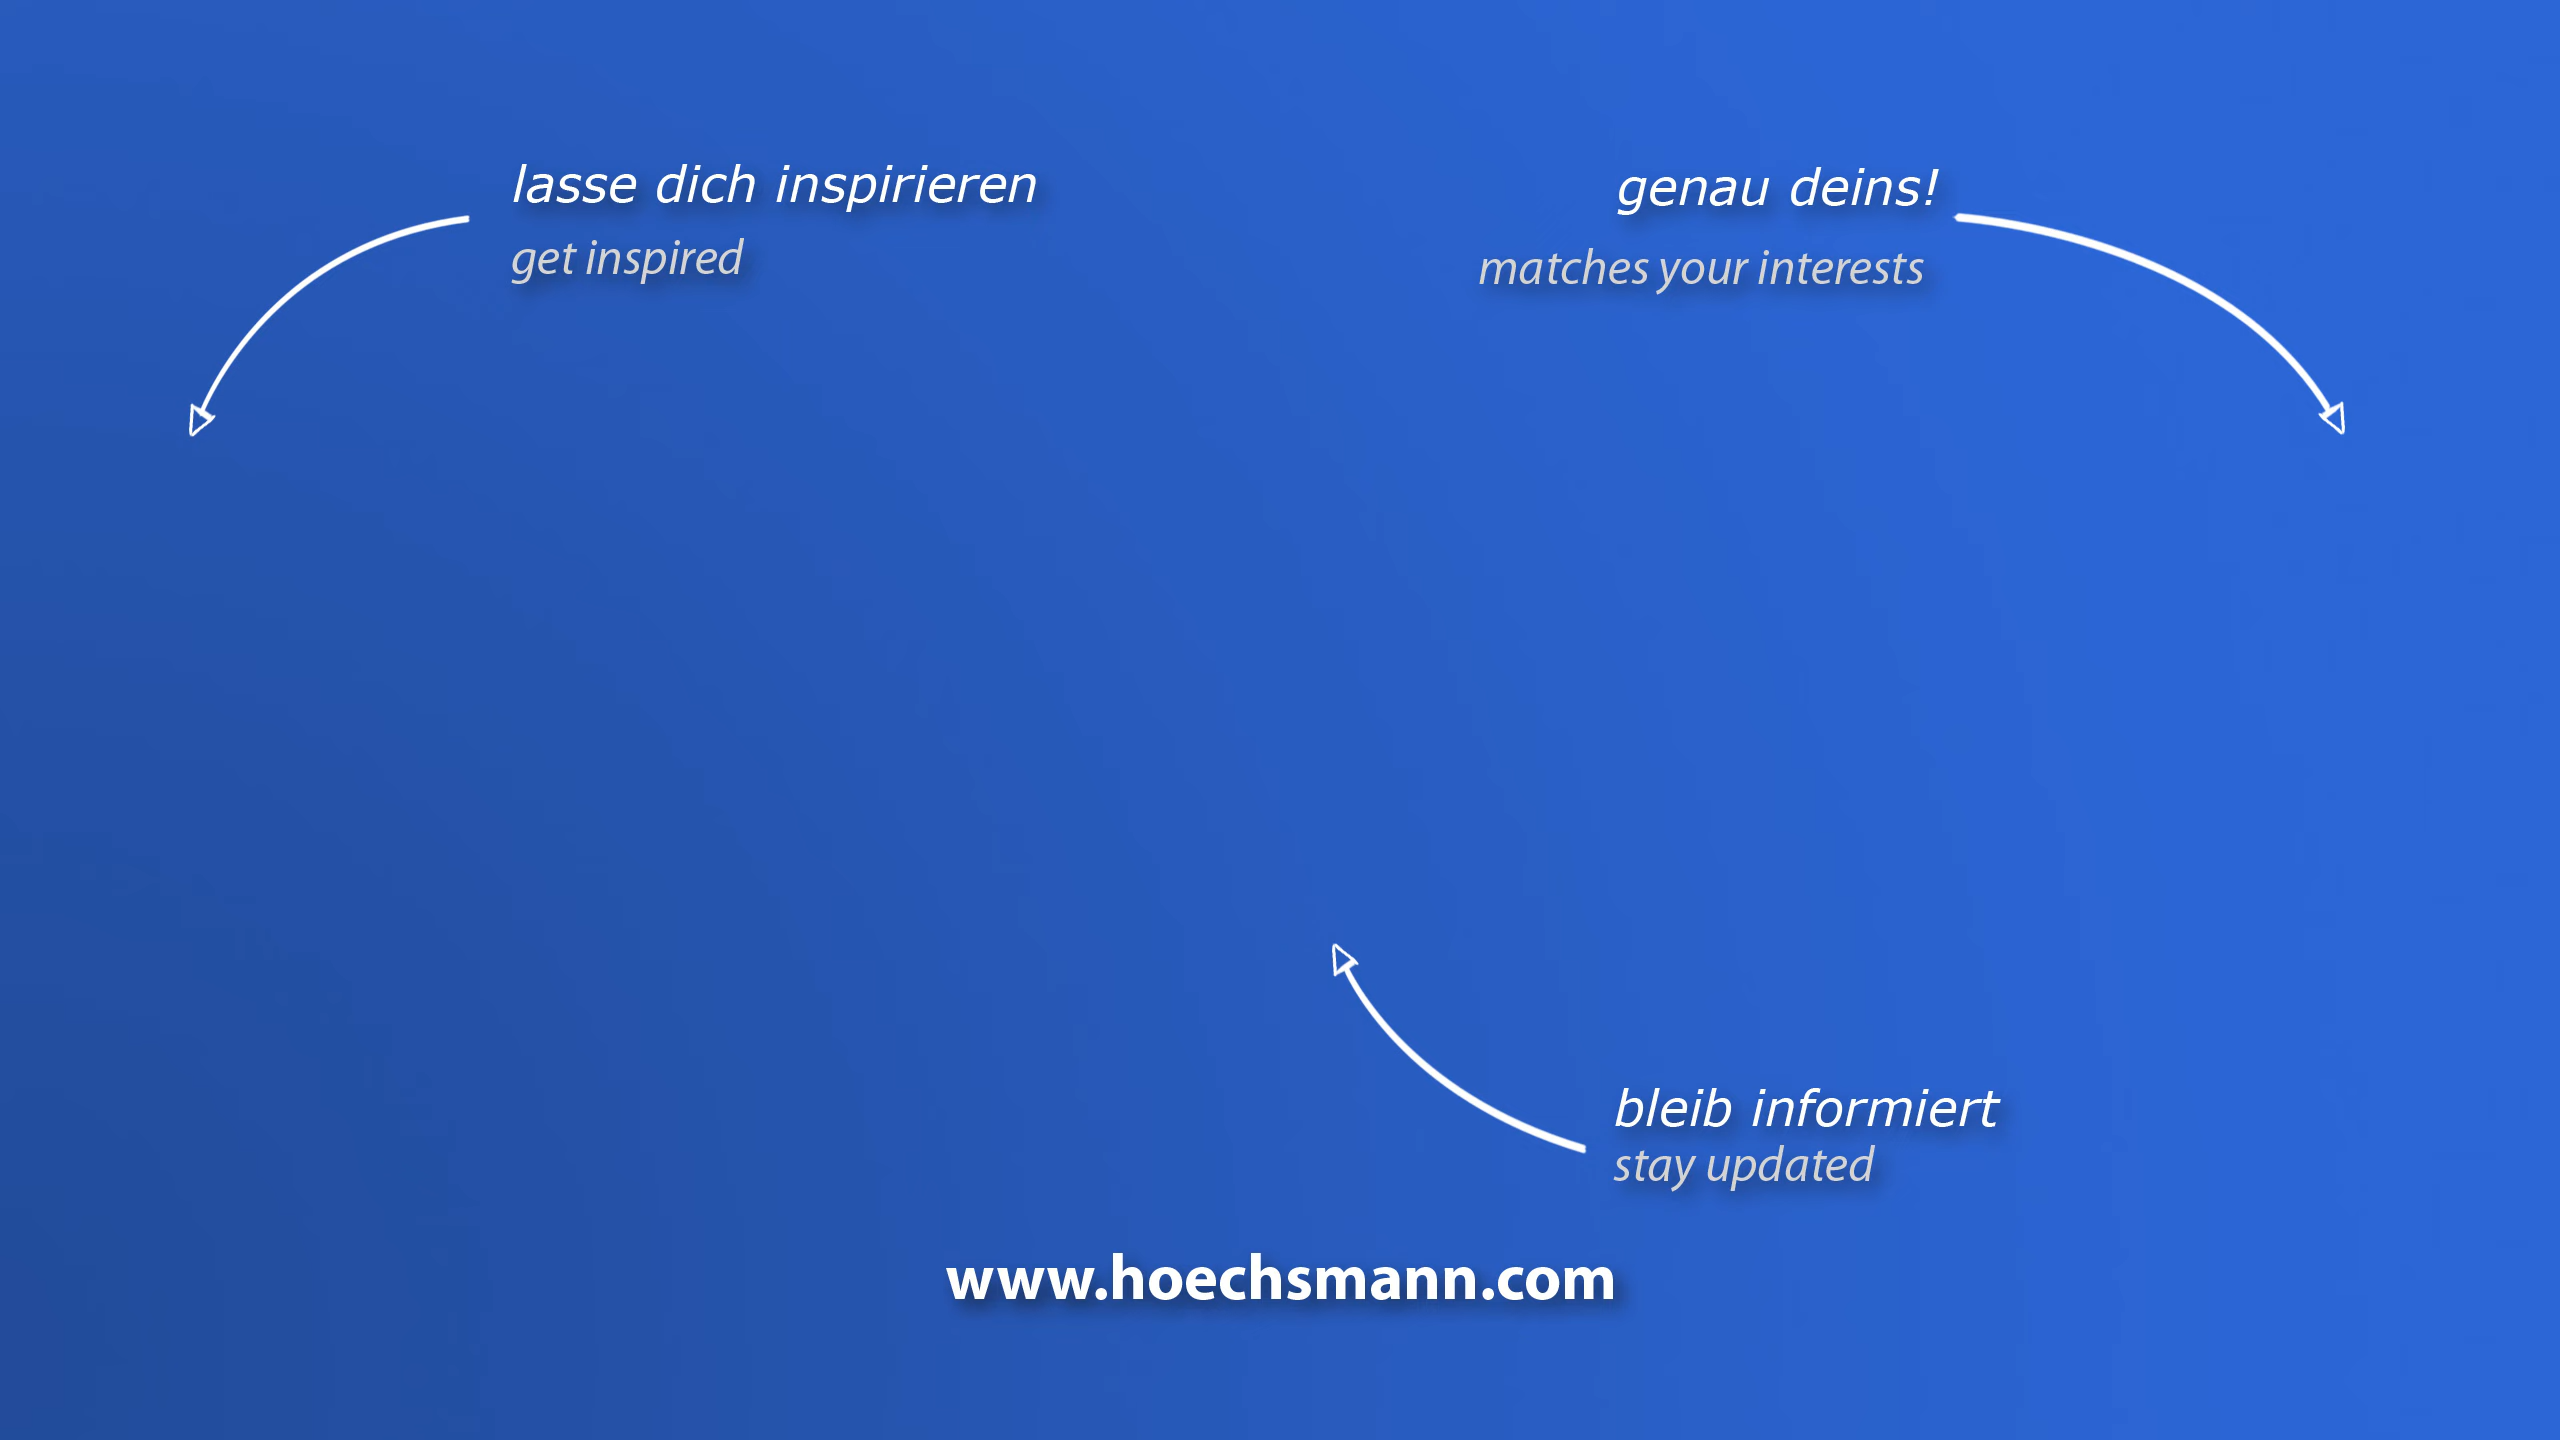 lasse dich inspirieren
get inspired
genau deins!
matches your interests
bleib informiert
stay updated
www.hoechsmann.com